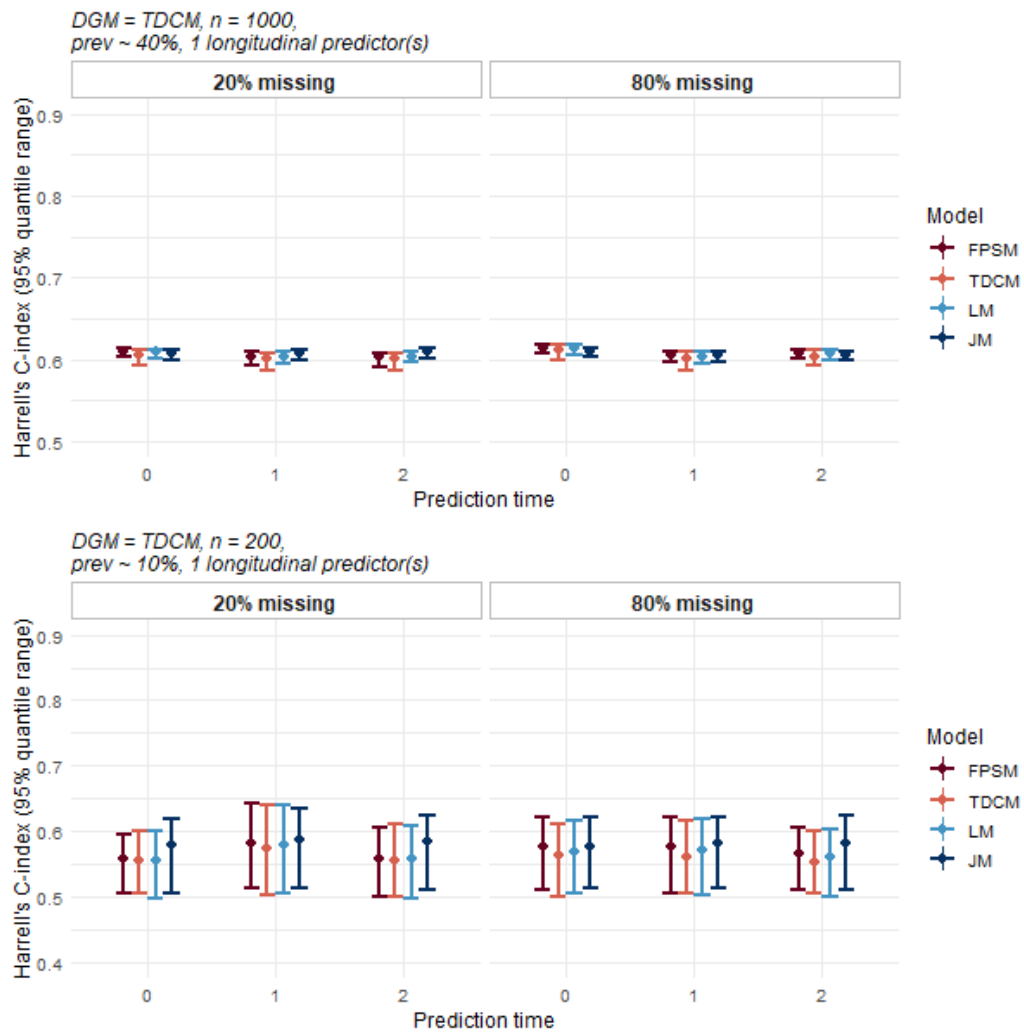 DGM = TDCM, n = 1000,
prev ~ 40%, 1 longitudinal predictor(s)
20% missing
80% missing
Harrell's C-index (95% quantile range)
0.9
0.8
0.7
0.6
0.5
0 1 2
0 1 2
Prediction time
Model
FPSM
TDCM
LM
JM
DGM = TDCM, n = 200,
prev ~ 10%, 1 longitudinal predictor(s)
20% missing
80% missing
Harrell's C-index (95% quantile range)
0.9
0.8
0.7
0.6
0.5
0.4
0 1 2
0 1 2
Prediction time
Model
FPSM
TDCM
LM
JM